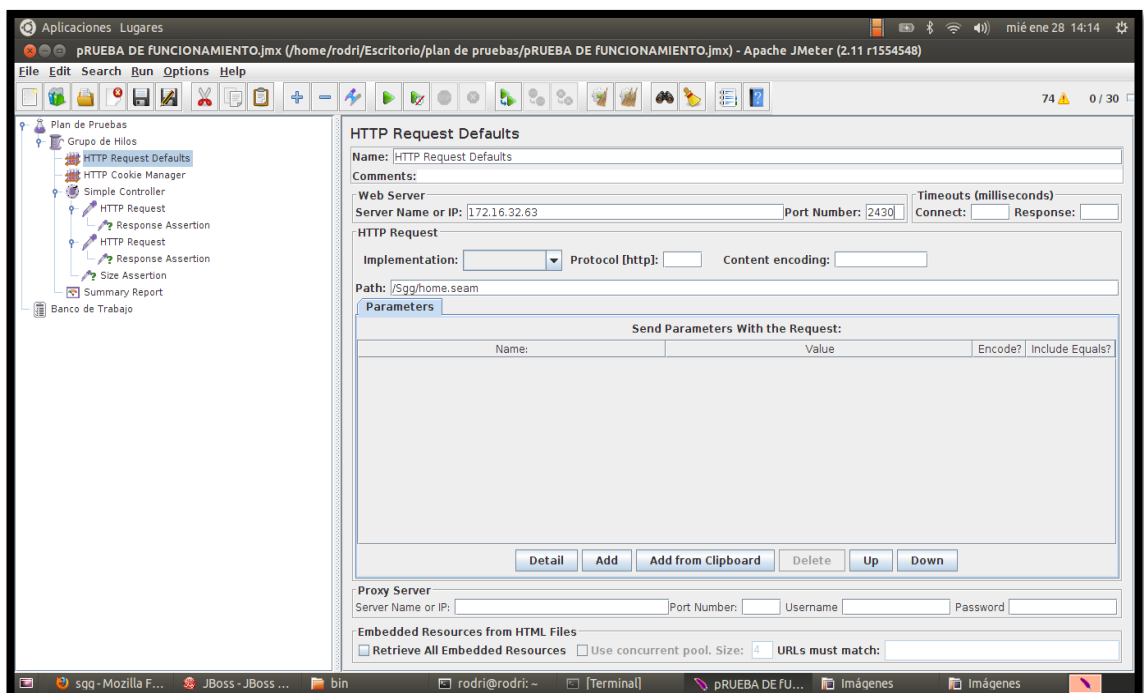 Aplicaciones Lugares
mié ene 28 14:14
pRUEBA DE fUNCIONAMIENTO.jmx (/home/rodri/Escritorio/plan de pruebas/pRUEBA DE fUNCIONAMIENTO.jmx) - Apache JMeter (2.11 r1554548)
File Edit Search Run Options Help
74 0 / 30
Plan de Pruebas
Grupo de Hilos
HTTP Request Defaults
HTTP Cookie Manager
Simple Controller
HTTP Request
Response Assertion
HTTP Request
Response Assertion
Size Assertion
Summary Report
Banco de Trabajo
HTTP Request Defaults
Name: HTTP Request Defaults
Comments:
Web Server
Timeouts (milliseconds)
Server Name or IP: 172.16.32.63 Port Number: 2430 Connect: Response:
HTTP Request
Implementation: Protocol [http]: Content encoding:
Path: /Sgg/home.seam
Parameters
Send Parameters With the Request:
Name: Value Encode? Include Equals?
Detail Add Add from Clipboard Delete Up Down
Proxy Server
Server Name or IP: Port Number: Username Password
Embedded Resources from HTML Files
Retrieve All Embedded Resources Use concurrent pool. Size: 4 URLs must match:
sgg - Mozilla F... JBoss - JBoss ... bin rodri@rodri: ~ [Terminal] pRUEBA DE fU... Imágenes Imágenes